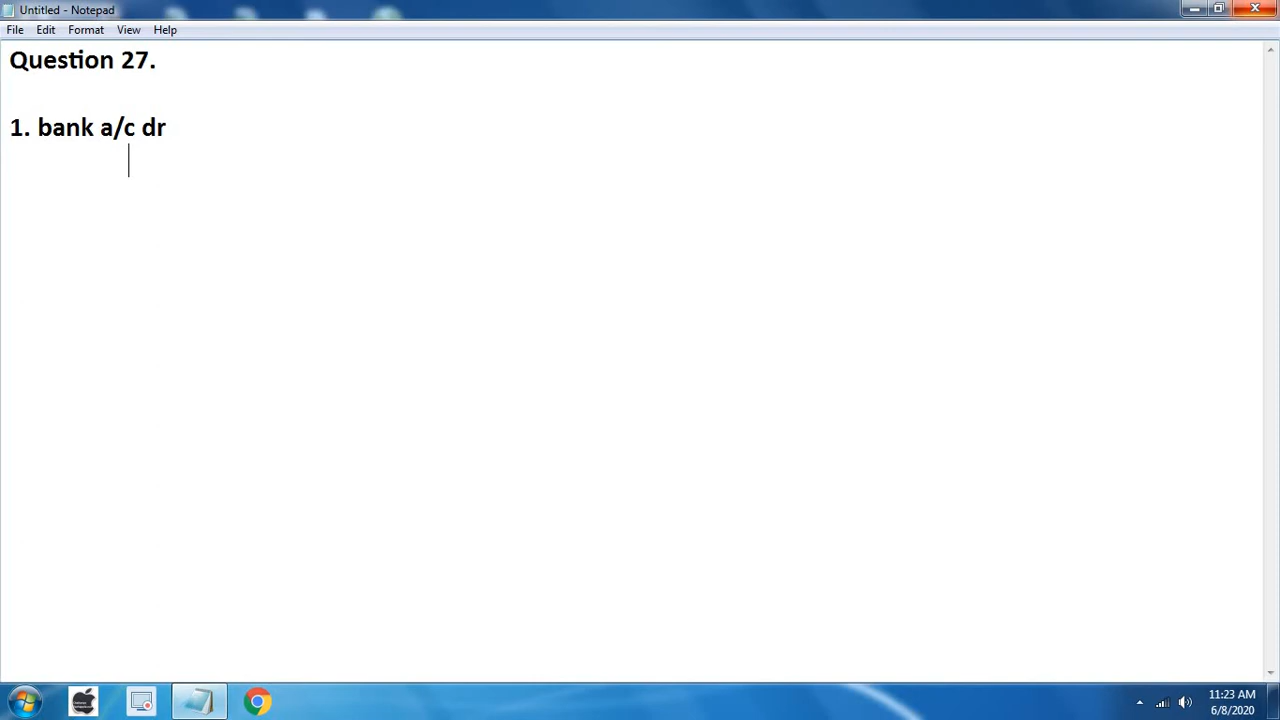 Untitled - Notepad
File Edit Format View Help
Question 27.
1. bank a/c dr
11:23 AM
6/8/2020